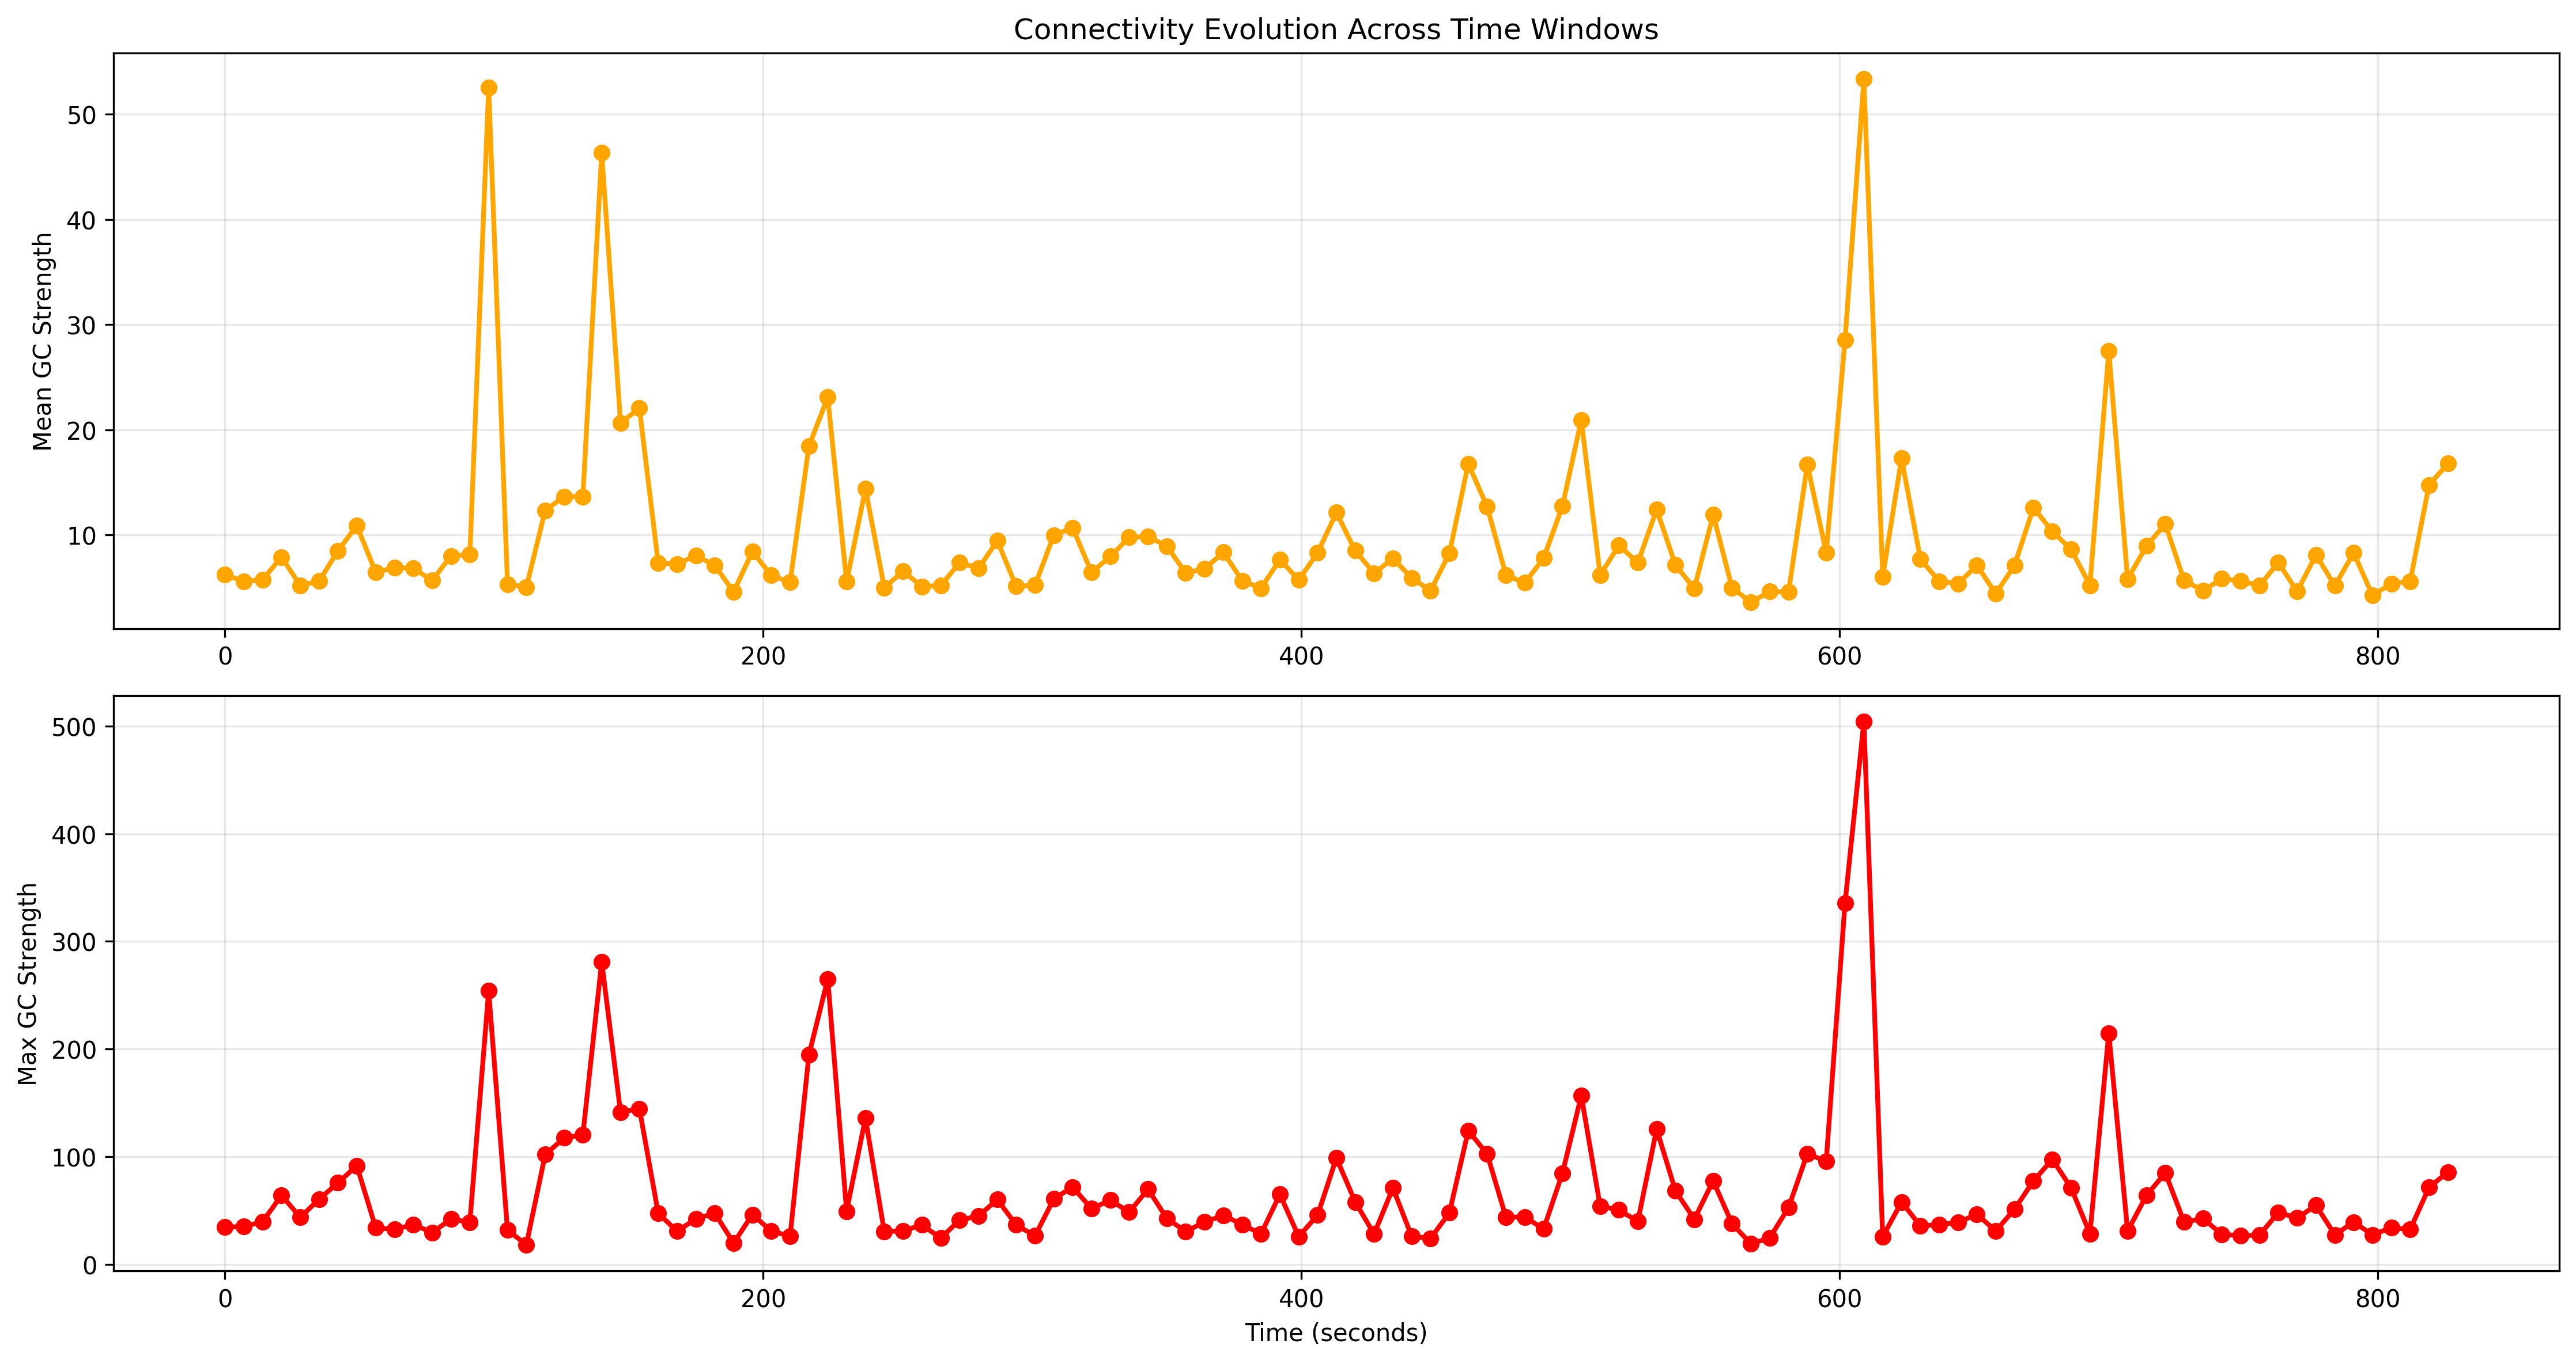 Connectivity Evolution Across Time Windows
Mean GC Strength
50
40
30
20
10
0 200 400 600 800
Max GC Strength
500
400
300
200
100
0
0 200 400 600 800
Time (seconds)